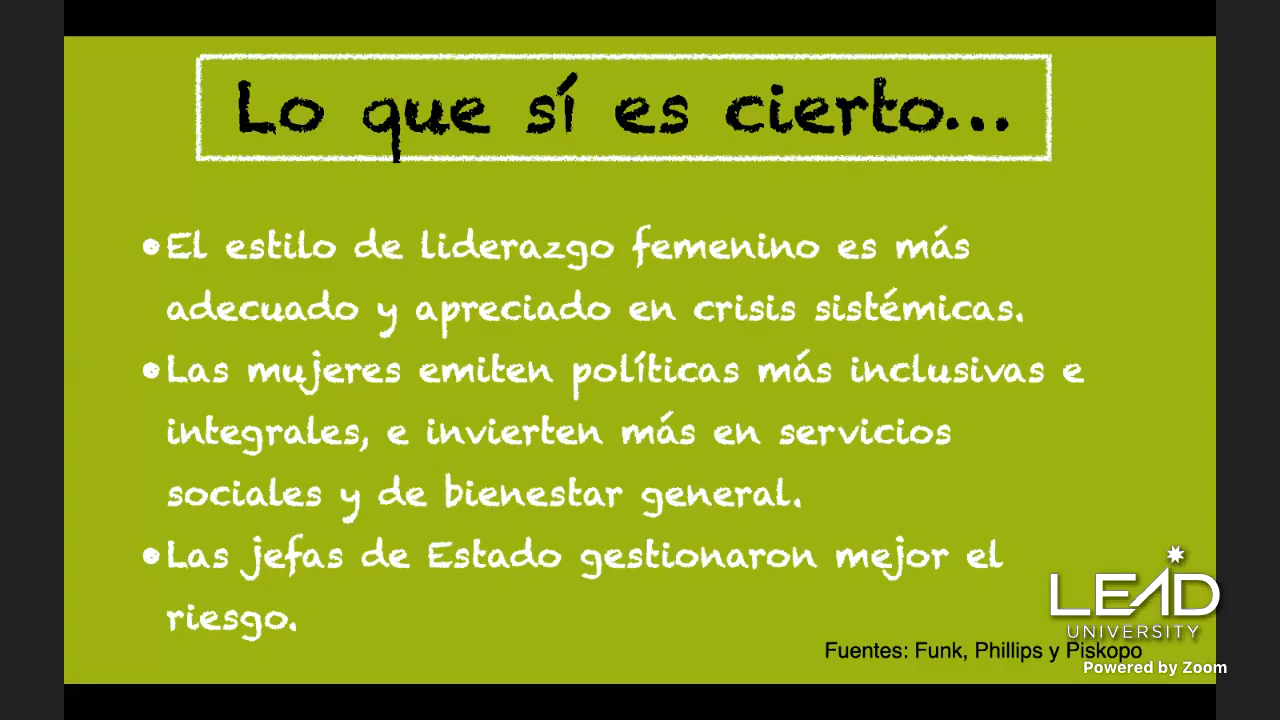 Lo que sí es cierto...
•El estilo de liderazgo femenino es más
adecuado y apreciado en crisis sistémicas.
•Las mujeres emiten políticas más inclusivas e
integrales, e invierten más en servicios
sociales y de bienestar general.
•Las jefas de Estado gestionaron mejor el
riesgo.
LEAD
UNIVERSITY
Fuentes: Funk, Phillips y Piskopo
Powered by Zoom